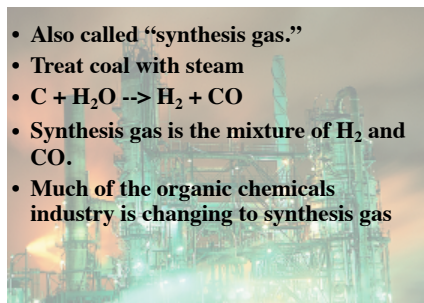 • Also called “synthesis gas.”
• Treat coal with steam
• C + H₂O --> H₂ + CO
• Synthesis gas is the mixture of H₂ and
CO.
• Much of the organic chemicals
industry is changing to synthesis gas